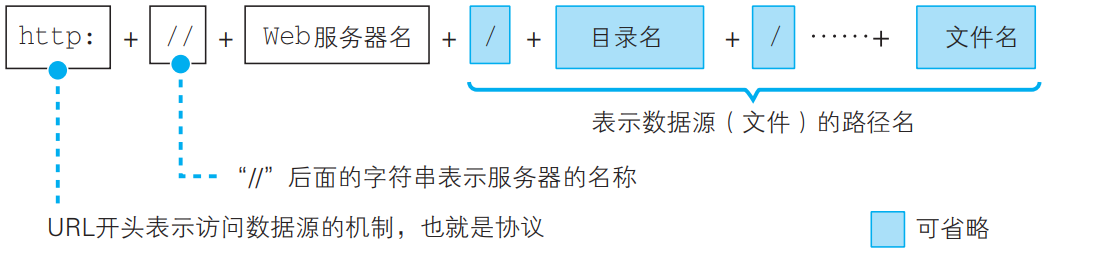 http: + // + Web服务器名 + / + 目录名 + / ……+ 文件名
表示数据源（文件）的路径名
“//”后面的字符串表示服务器的名称
URL开头表示访问数据源的机制，也就是协议
可省略